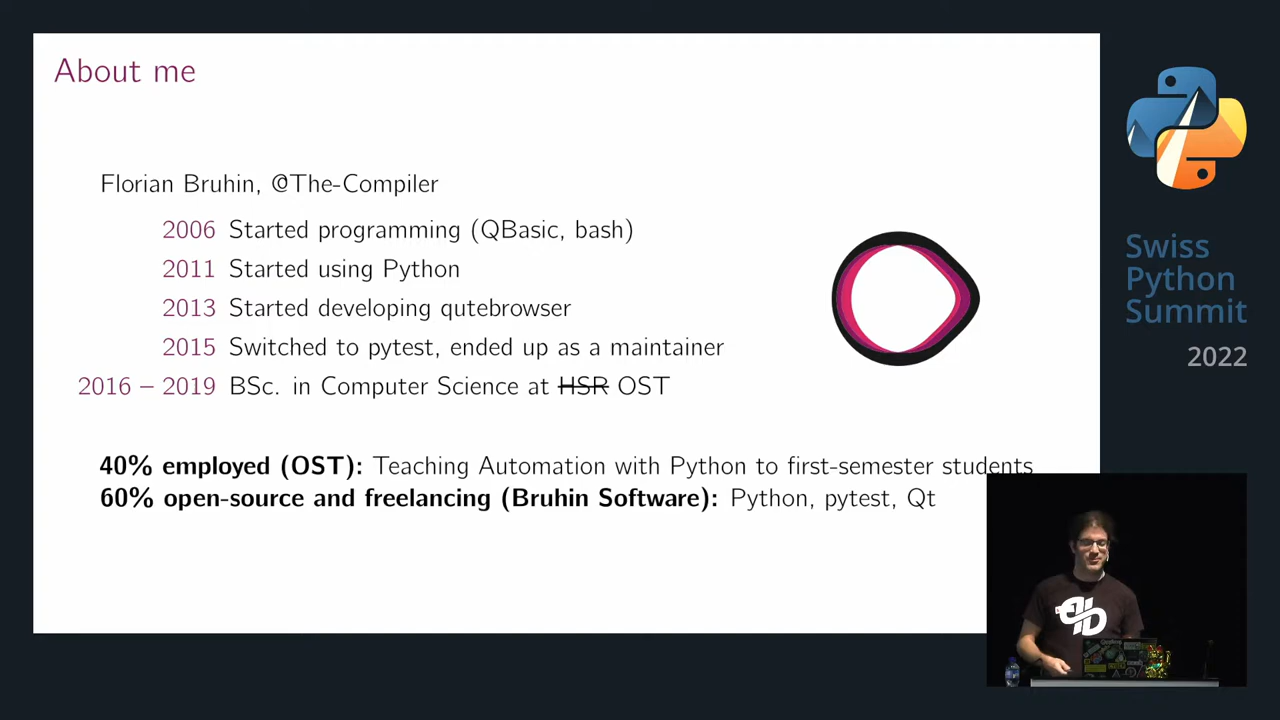 About me
Florian Bruhin, @The-Compiler
2006 Started programming (QBasic, bash)
2011 Started using Python
2013 Started developing qutebrowser
2015 Switched to pytest, ended up as a maintainer
2016 – 2019 BSc. in Computer Science at HSR OST
40% employed (OST): Teaching Automation with Python to first-semester students
60% open-source and freelancing (Bruhin Software): Python, pytest, Qt
Swiss
Python
Summit
2022